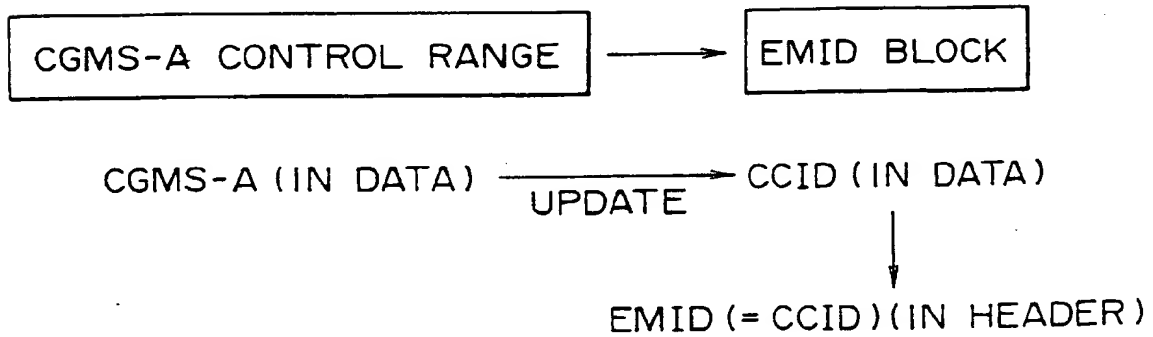 CGMS-A CONTROL RANGE
EMID BLOCK
CGMS-A (IN DATA)
UPDATE
CCID (IN DATA)
EMID (= CCID) (IN HEADER)